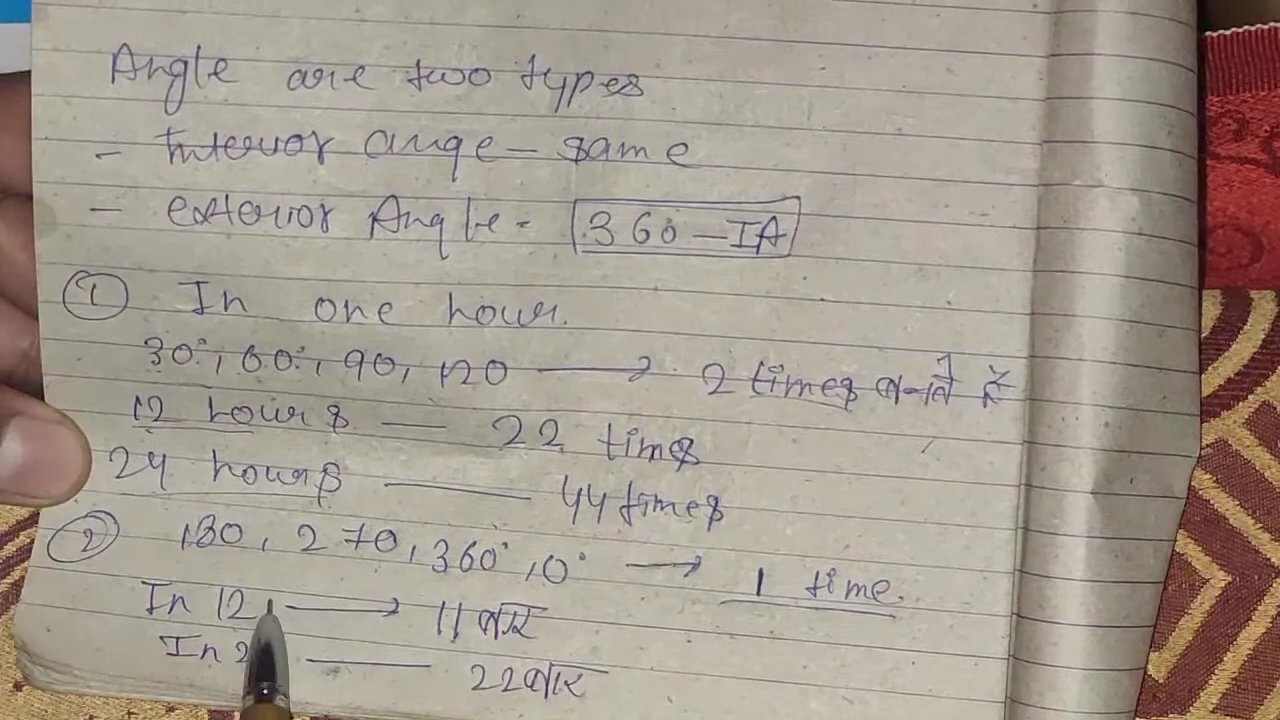 Angle are two types
- Interior ange - same
- exterior Angle - 360 - IA
① In one hour.
30°, 60°, 90, 120 → 2 times
12 hours — 22 times
24 hours — 44 times
② 180, 270, 360°, 0° → 1 time.
In 12 → 11 बार
In 2 — 22 बार